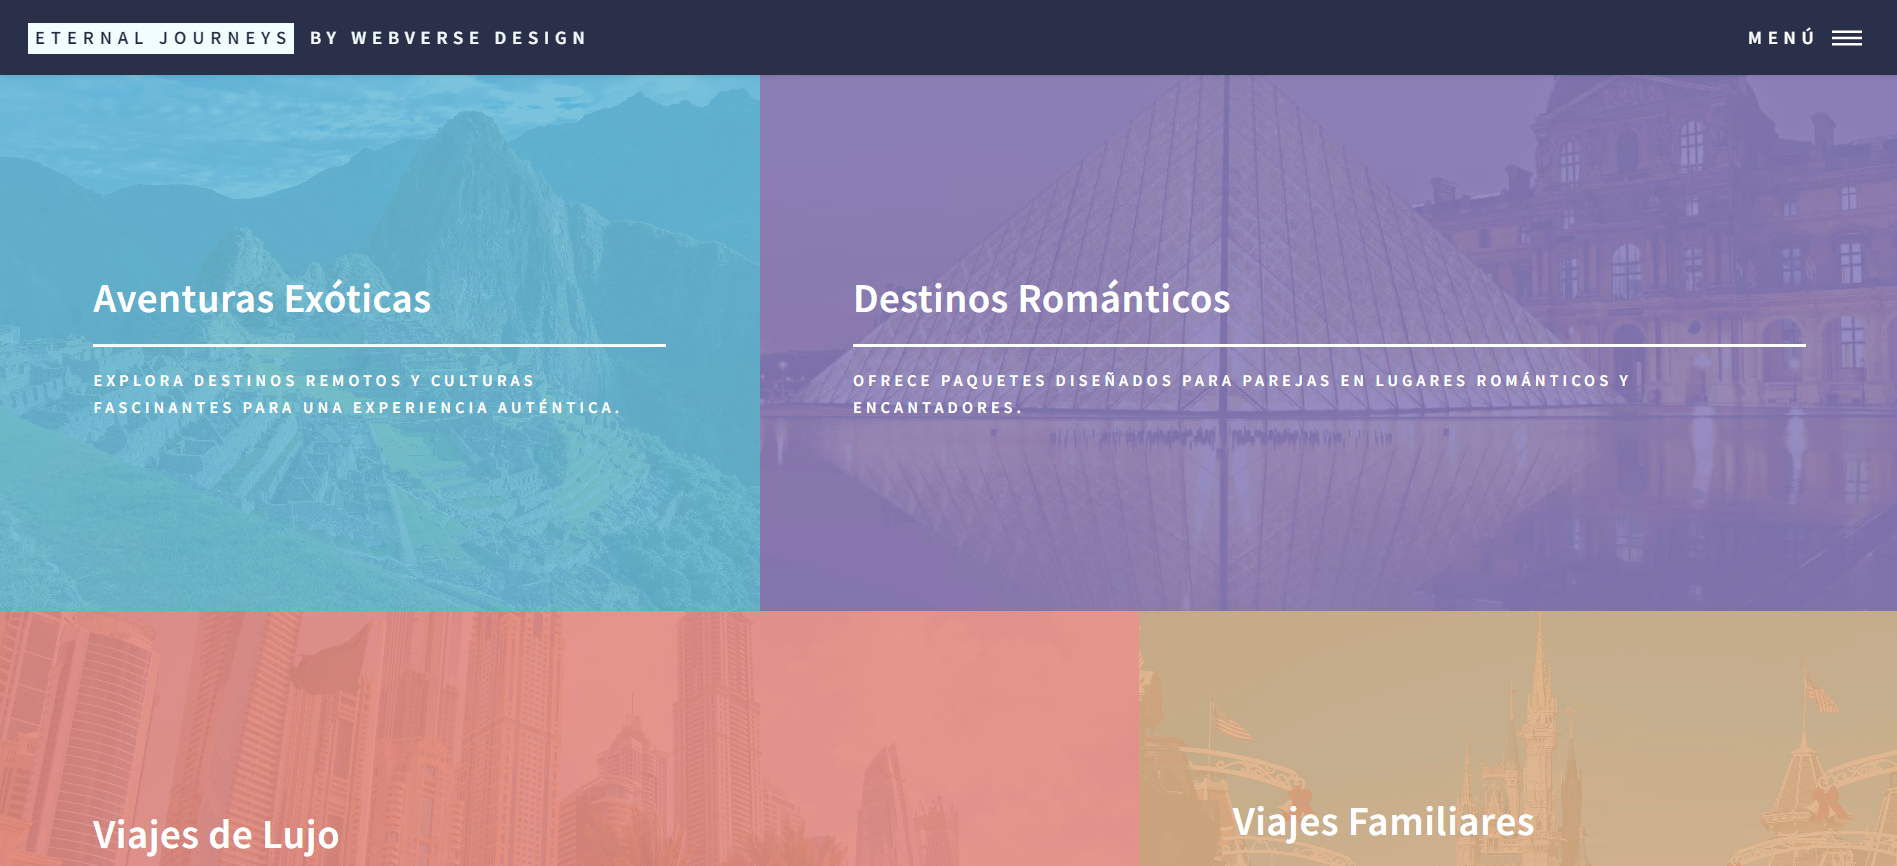 ETERNAL JOURNEYS BY WEBVERSE DESIGN
MENÚ
Aventuras Exóticas
EXPLORA DESTINOS REMOTOS Y CULTURAS
FASCINANTES PARA UNA EXPERIENCIA AUTÉNTICA.
Destinos Románticos
OFRECE PAQUETES DISEÑADOS PARA PAREJAS EN LUGARES ROMÁNTICOS Y
ENCANTADORES.
Viajes de Lujo
Viajes Familiares